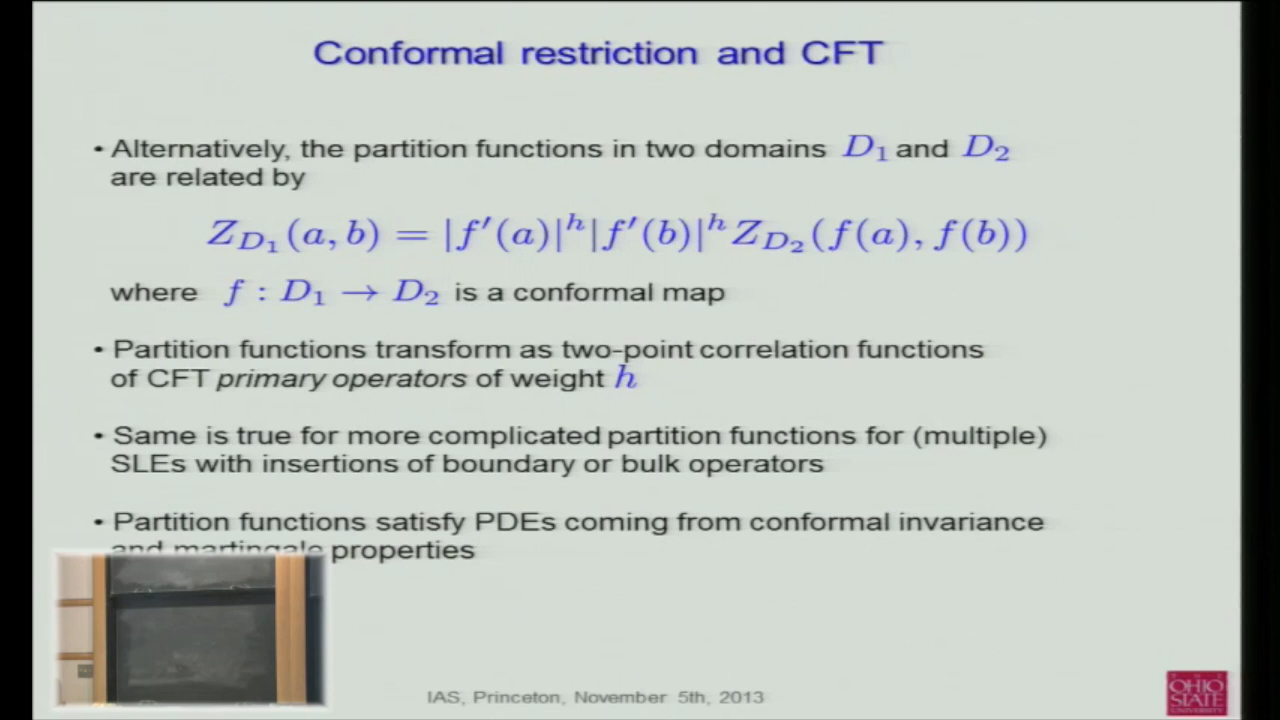 Conformal restriction and CFT
• Alternatively, the partition functions in two domains D₁ and D₂
are related by
Z_{D₁}(a, b) = |f′(a)|^h|f′(b)|^h Z_{D₂}(f(a), f(b))
where f : D₁ → D₂ is a conformal map
• Partition functions transform as two-point correlation functions
of CFT primary operators of weight h
• Same is true for more complicated partition functions for (multiple)
SLEs with insertions of boundary or bulk operators
• Partition functions satisfy PDEs coming from conformal invariance
and martingale properties
IAS, Princeton, November 5th, 2013
OHIO
STATE
UNIVERSITY